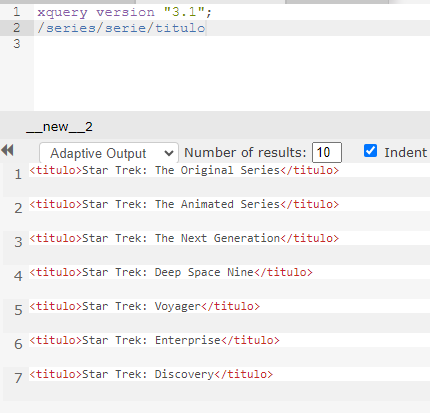 1 xquery version "3.1";
2 /series/serie/titulo
3
__new__2
Adaptive Output Number of results: 10 Indent
1 <titulo>Star Trek: The Original Series</titulo>
2 <titulo>Star Trek: The Animated Series</titulo>
3 <titulo>Star Trek: The Next Generation</titulo>
4 <titulo>Star Trek: Deep Space Nine</titulo>
5 <titulo>Star Trek: Voyager</titulo>
6 <titulo>Star Trek: Enterprise</titulo>
7 <titulo>Star Trek: Discovery</titulo>